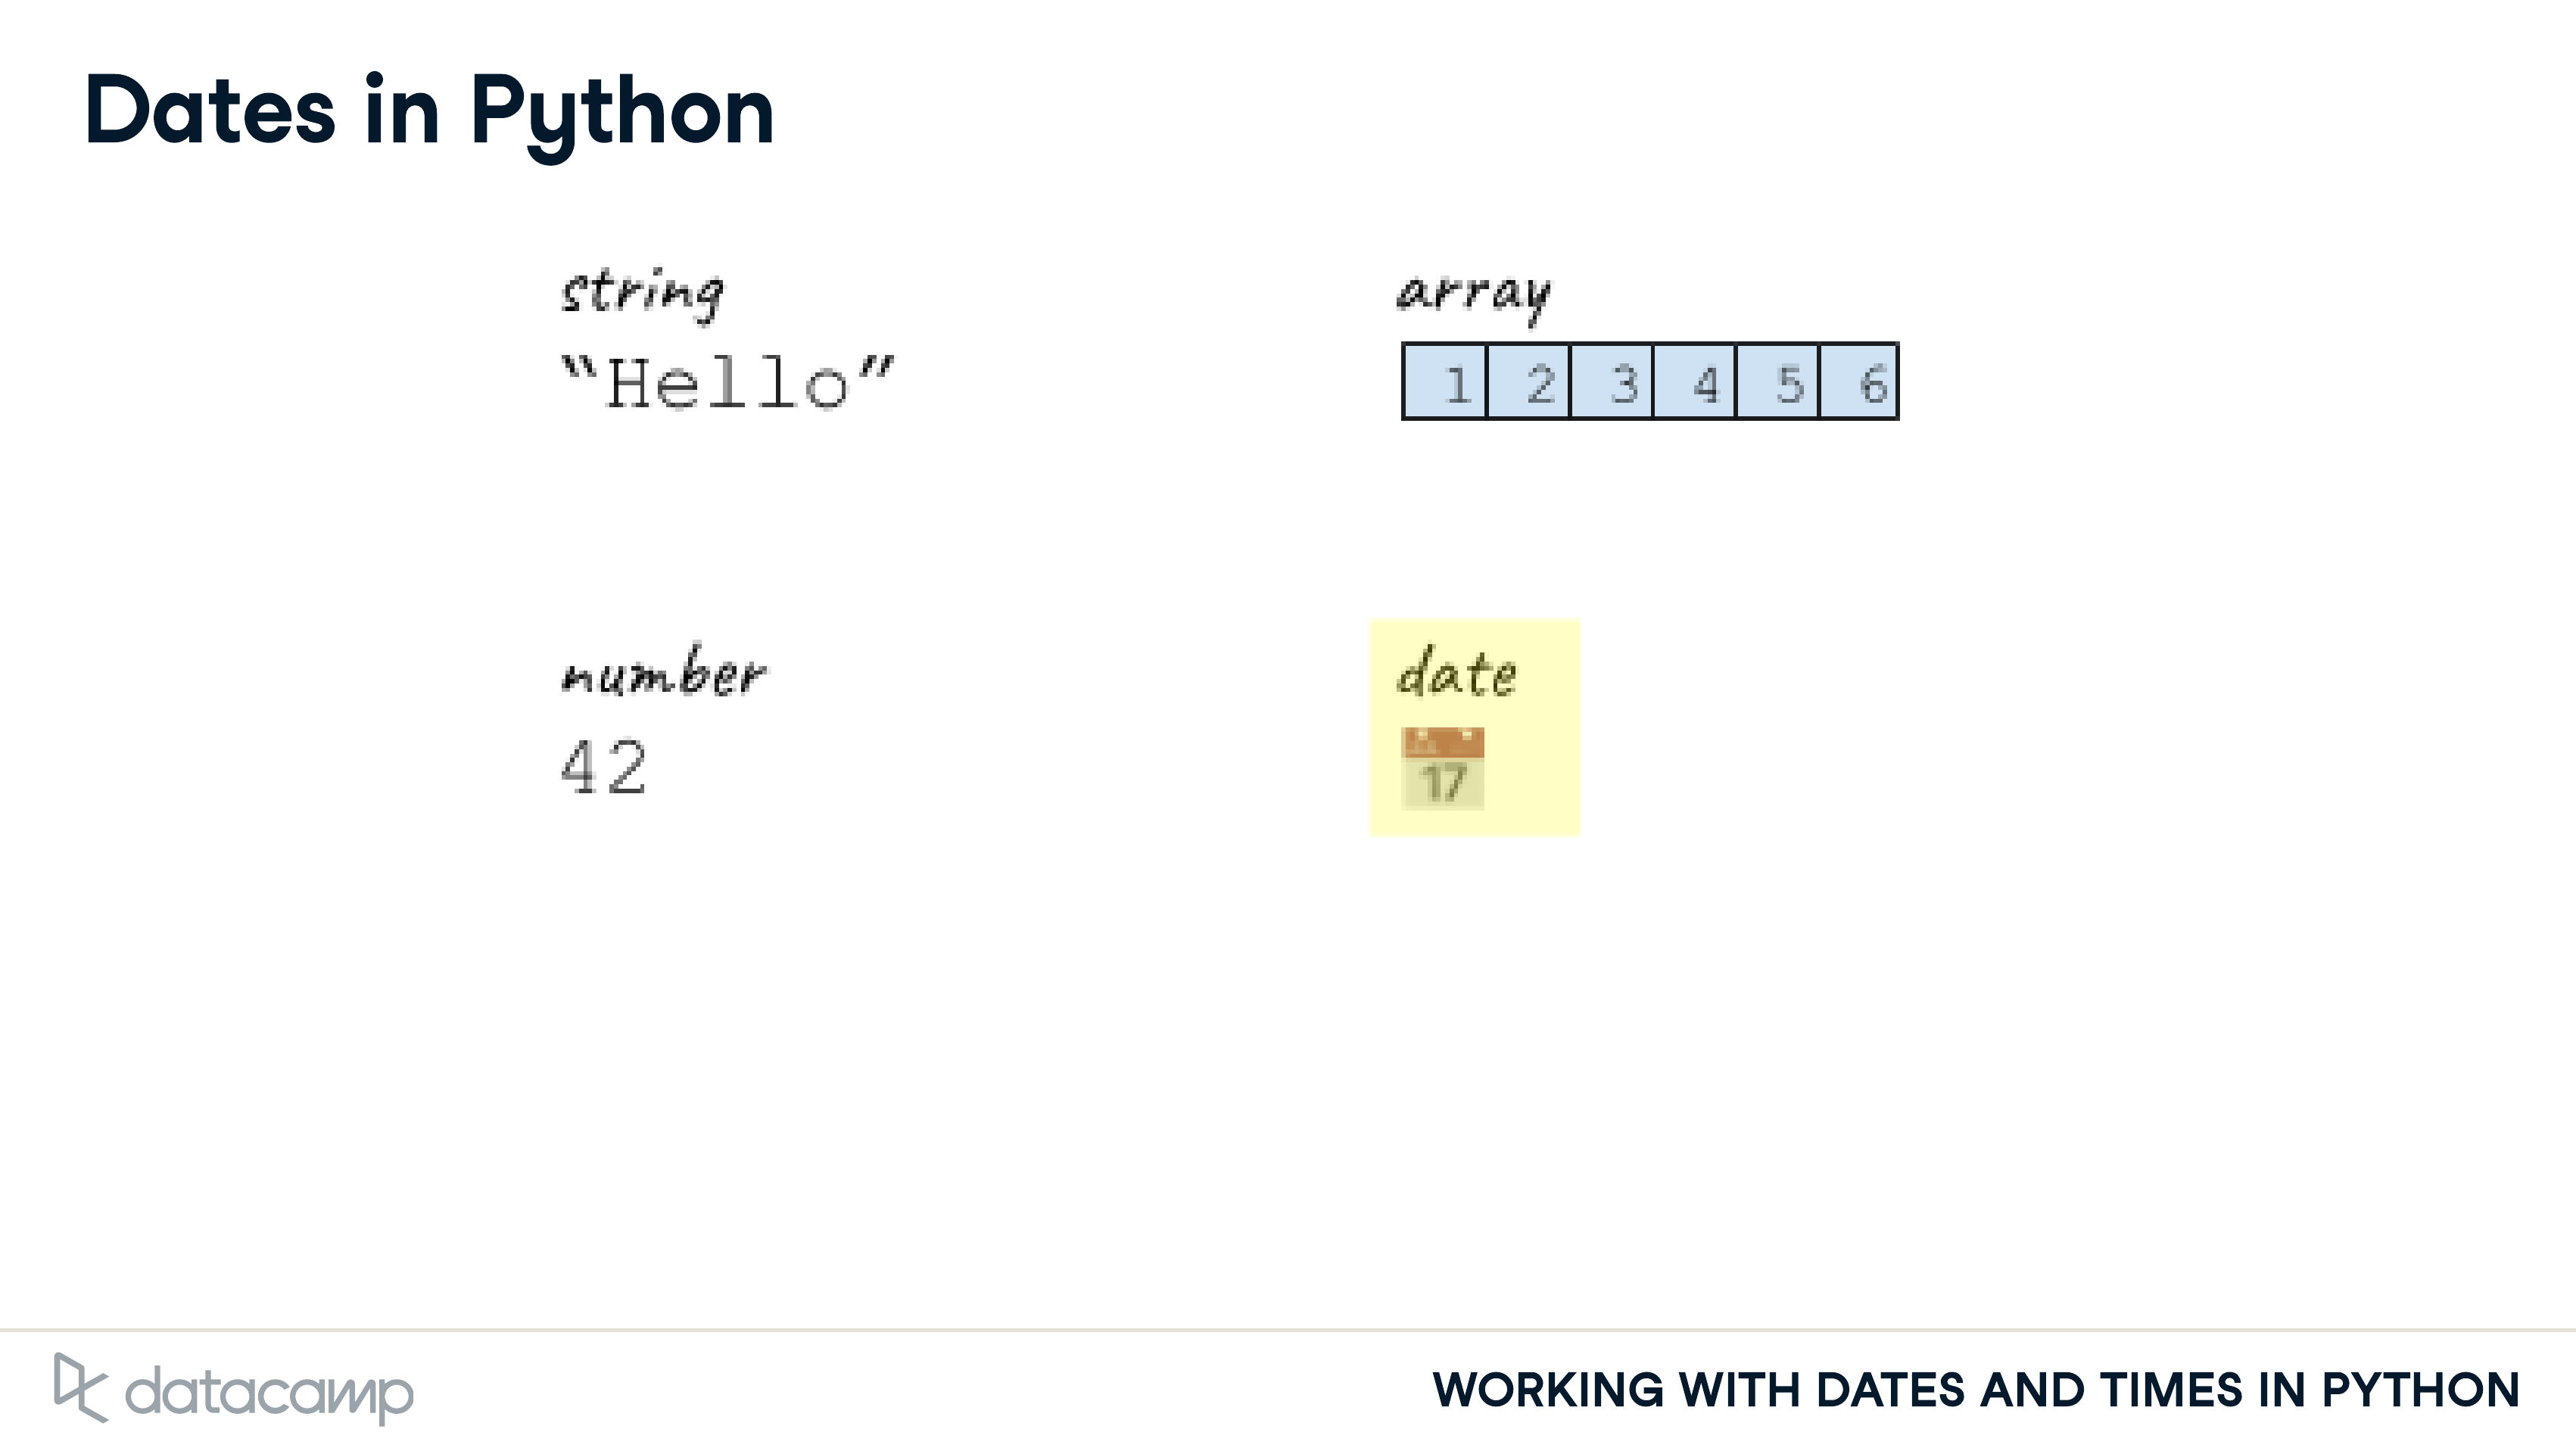 Dates in Python
string
“Hello”
array
1 2 3 4 5 6
number
42
date
17
datacamp
WORKING WITH DATES AND TIMES IN PYTHON